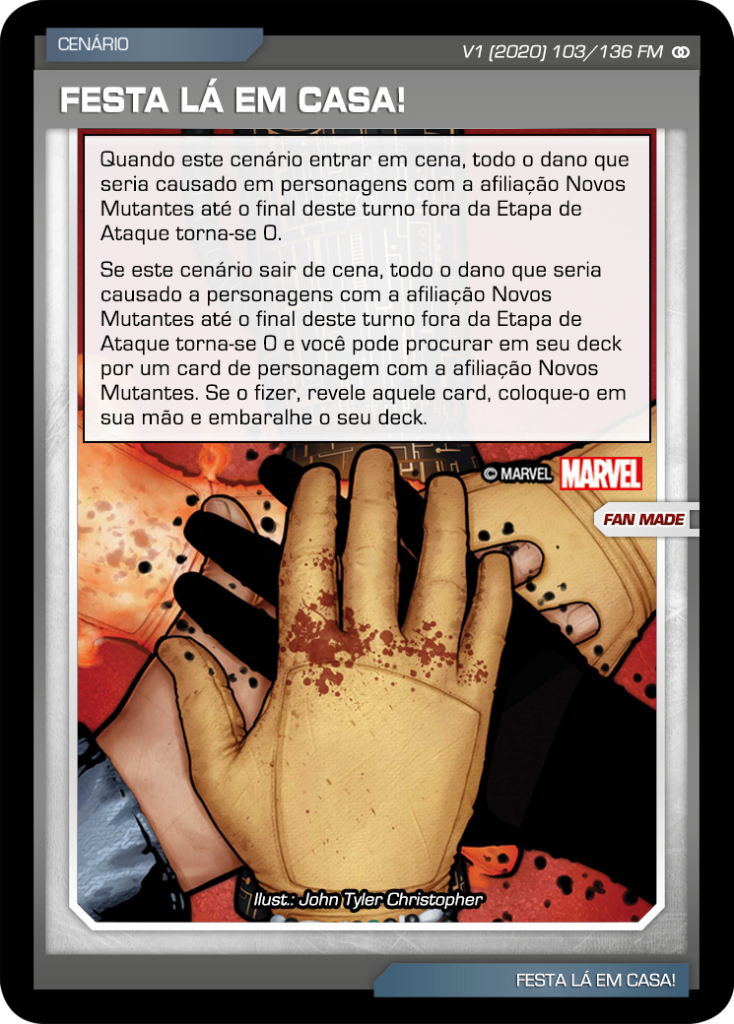 CENÁRIO
V1 (2020) 103/136 FM
FESTA LÁ EM CASA!
Quando este cenário entrar em cena, todo o dano que
seria causado em personagens com a afiliação Novos
Mutantes até o final deste turno fora da Etapa de
Ataque torna-se 0.
Se este cenário sair de cena, todo o dano que seria
causado a personagens com a afiliação Novos
Mutantes até o final deste turno fora da Etapa de
Ataque torna-se 0 e você pode procurar em seu deck
por um card de personagem com a afiliação Novos
Mutantes. Se o fizer, revele aquele card, coloque-o em
sua mão e embaralhe o seu deck.
© MARVEL MARVEL
FAN MADE
Ilust.: John Tyler Christopher
FESTA LÁ EM CASA!